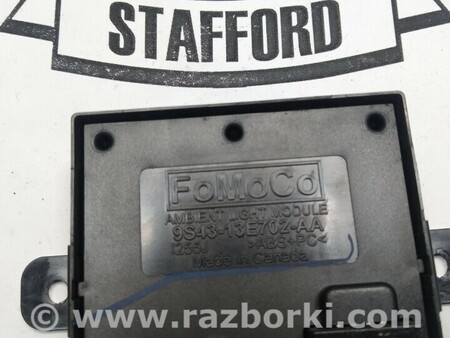 STAFFORD
FoMoCo
AMBIENT LIGHT MODULE
9S43-13E702-AA
>ABS+PC<
Made in Canada
© - www.razborki.com